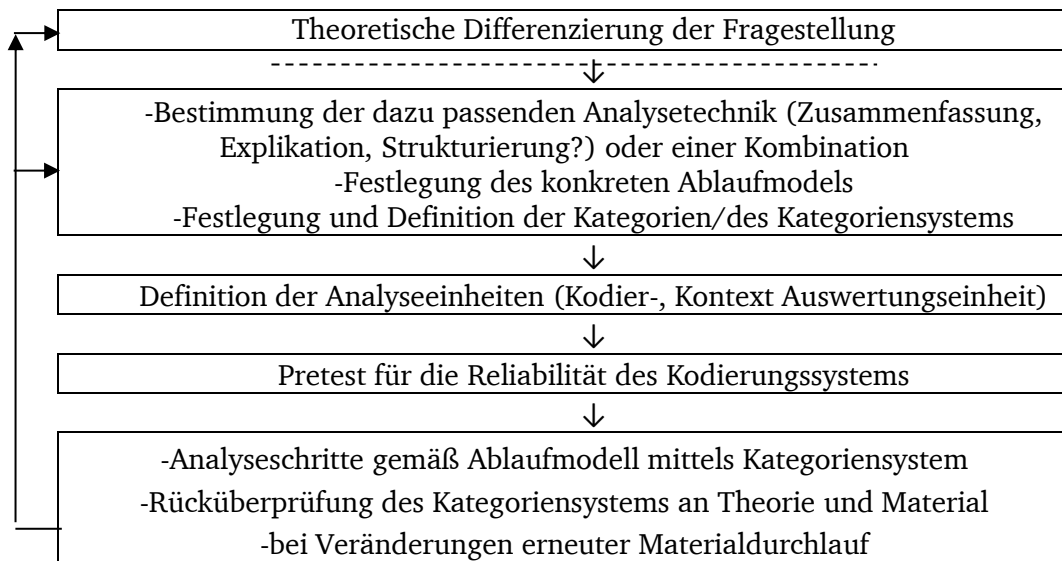 Theoretische Differenzierung der Fragestellung
-Bestimmung der dazu passenden Analysetechnik (Zusammenfassung,
Explikation, Strukturierung?) oder einer Kombination
-Festlegung des konkreten Ablaufmodels
-Festlegung und Definition der Kategorien/des Kategoriensystems
Definition der Analyseeinheiten (Kodier-, Kontext Auswertungseinheit)
Pretest für die Reliabilität des Kodierungssystems
-Analyseschritte gemäß Ablaufmodell mittels Kategoriensystem
-Rücküberprüfung des Kategoriensystems an Theorie und Material
-bei Veränderungen erneuter Materialdurchlauf